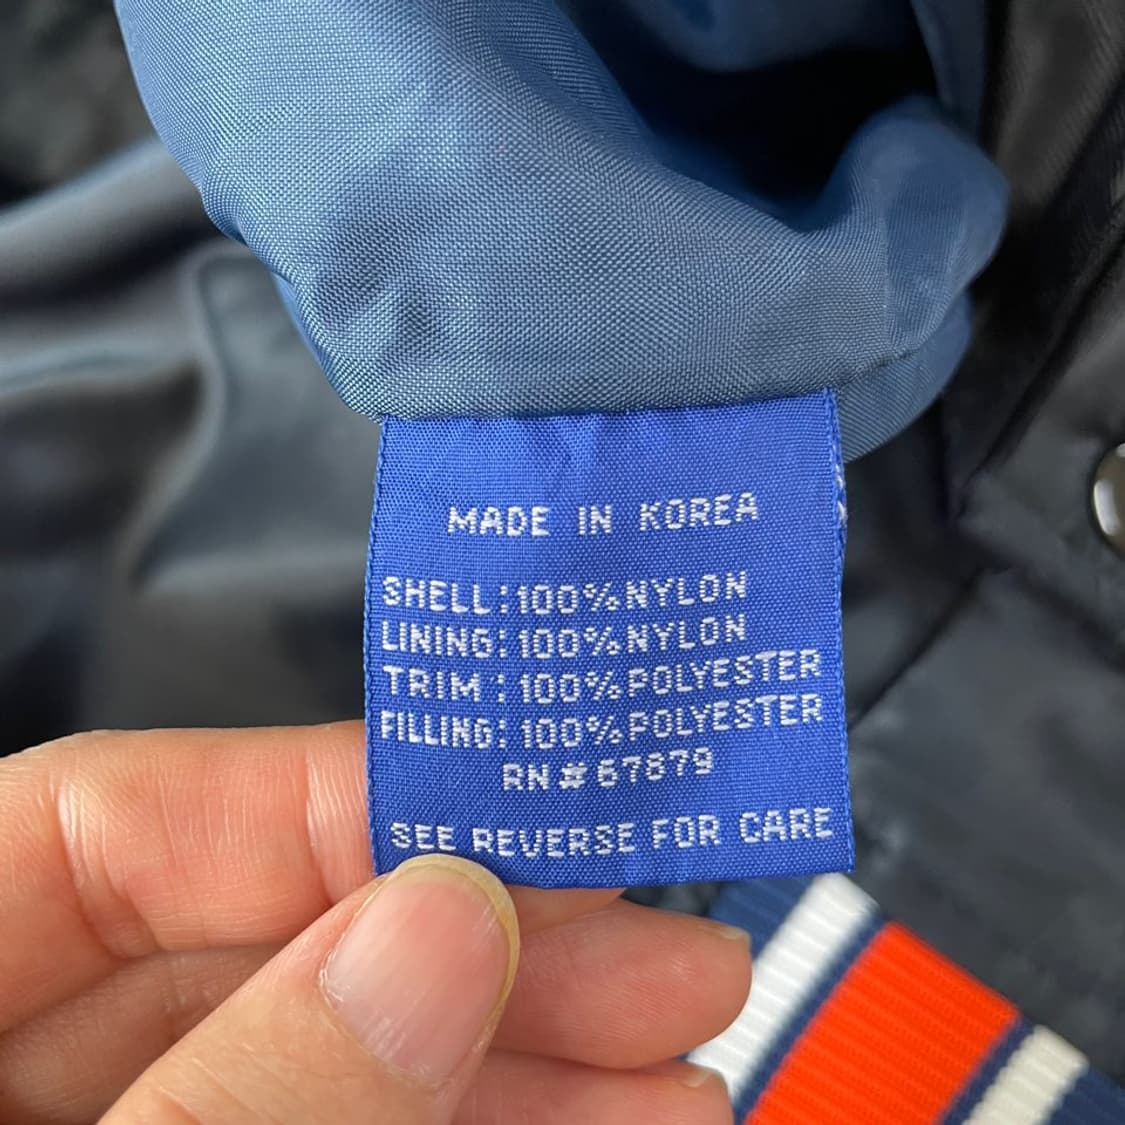 MADE IN KOREA
SHELL:100%NYLON
LINING:100%NYLON
TRIM :100%POLYESTER
FILLING:100%POLYESTER
RN#67879
SEE REVERSE FOR CARE